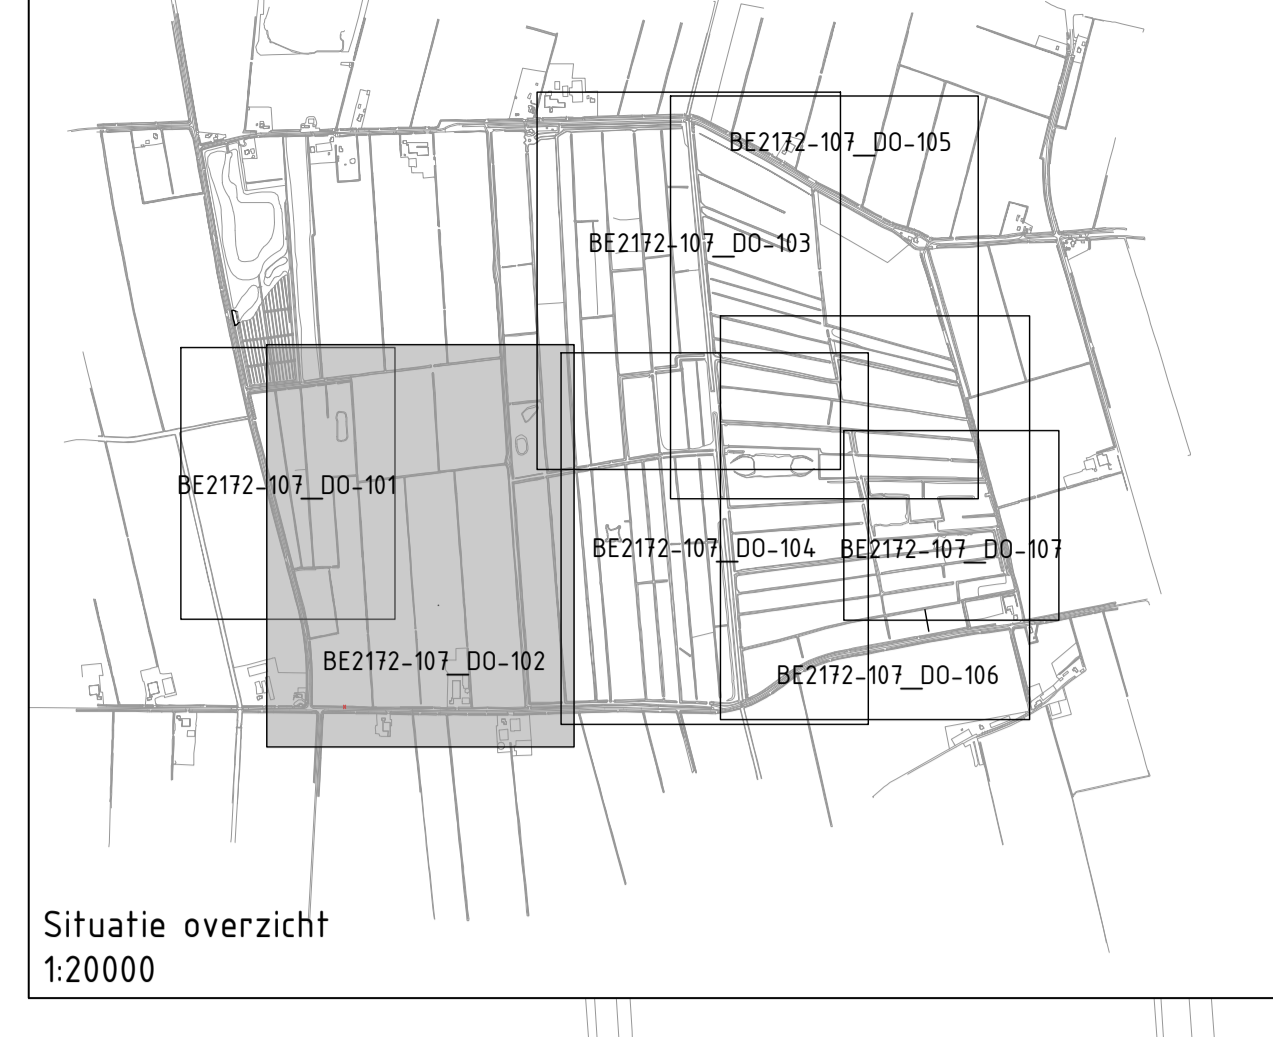 BE2172-107_DO-105
BE2172-107_DO-103
BE2172-107_DO-101
BE2172-107_DO-104
BE2172-107_DO-107
BE2172-107_DO-102
BE2172-107_DO-106
Situatie overzicht
1:20000